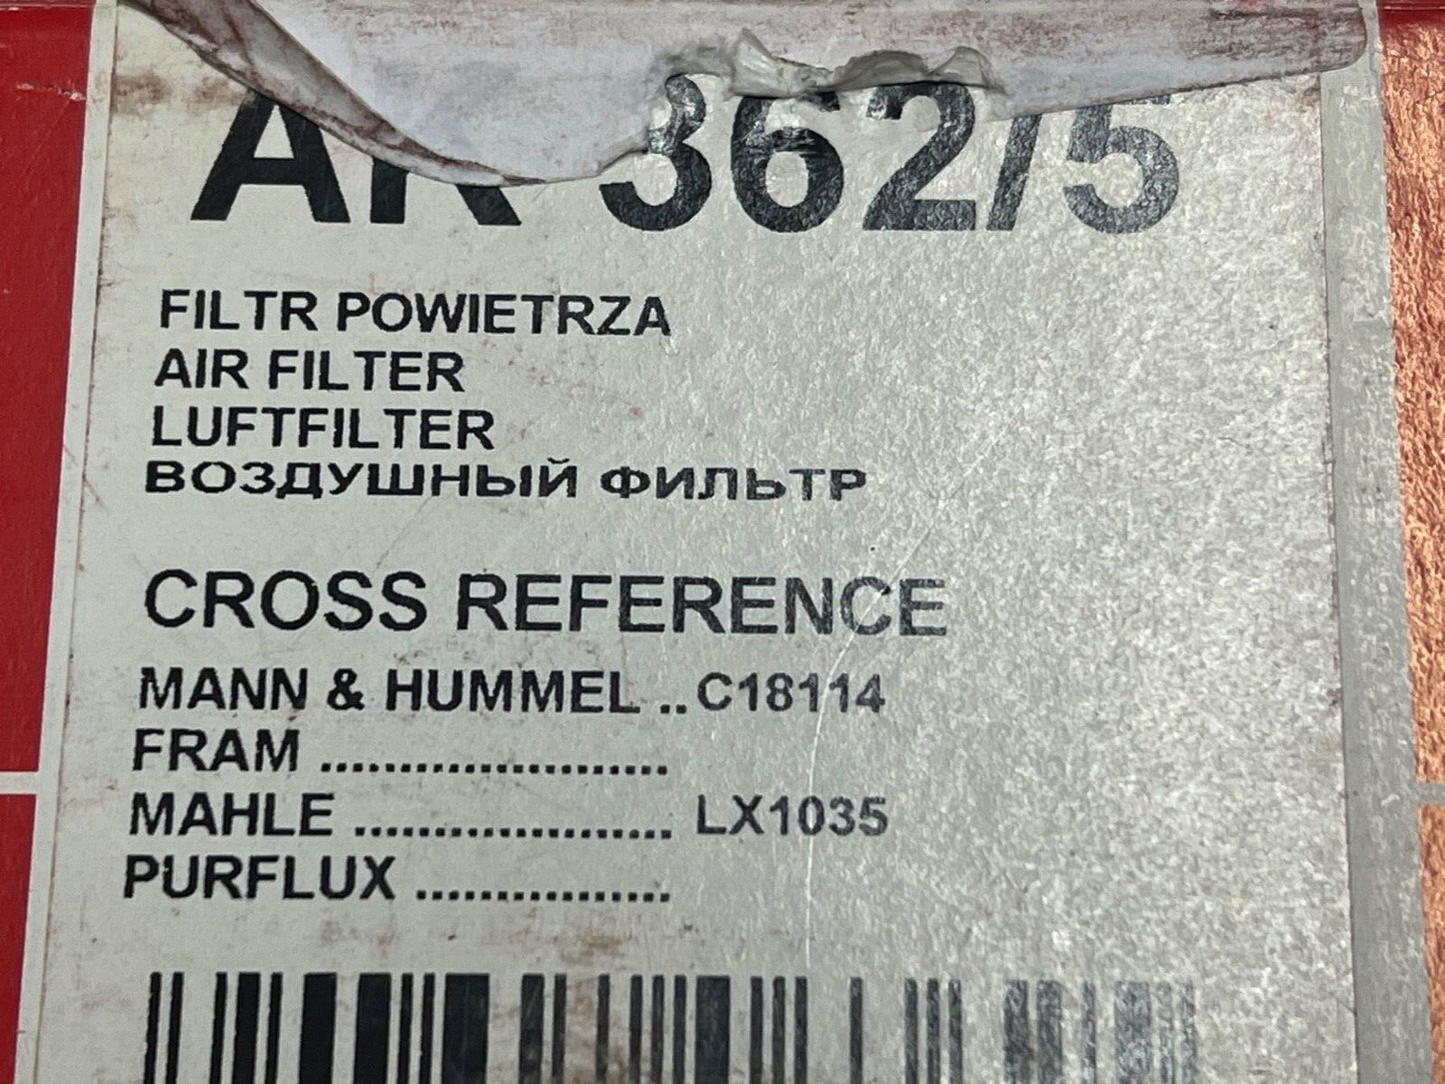 AR 362/5
FILTR POWIETRZA
AIR FILTER
LUFTFILTER
ВОЗДУШНЫЙ ФИЛЬТР
CROSS REFERENCE
MANN & HUMMEL .. C18114
FRAM ......................
MAHLE .................... LX1035
PURFLUX ................